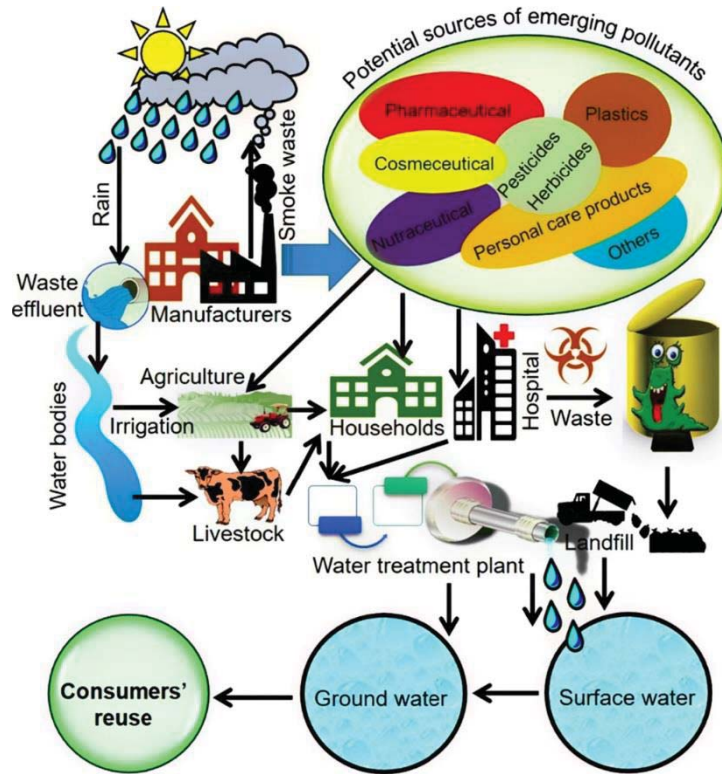 Potential sources of emerging pollutants
Pharmaceutical
Plastics
Cosmeceutical
Pesticides
Herbicides
Nutraceutical
Personal care products
Others
Rain
Smoke waste
Waste
effluent
Manufacturers
Agriculture
Irrigation
Households
Hospital
Waste
Water bodies
Livestock
Landfill
Water treatment plant
Consumers’
reuse
Ground water
Surface water